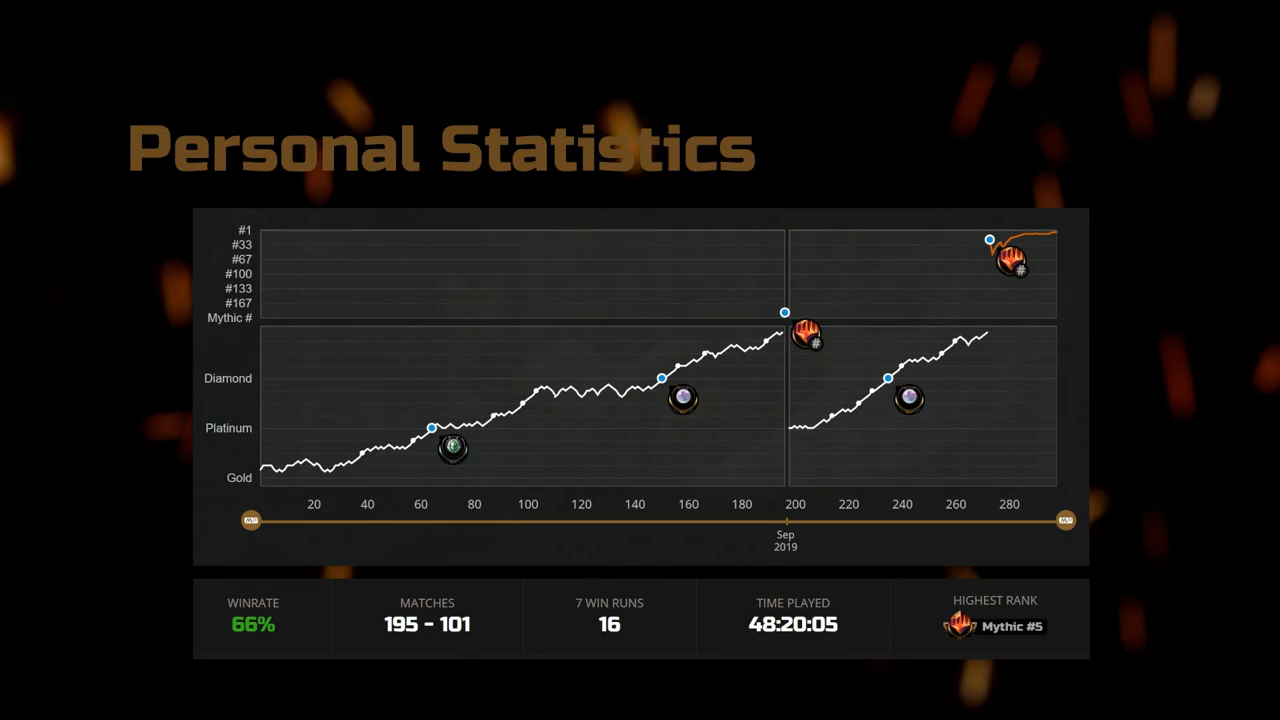 Personal Statistics
#1
#33
#67
#100
#133
#167
Mythic #
Diamond
Platinum
Gold
20 40 60 80 100 120 140 160 180 200 220 240 260 280
Sep
2019
WINRATE MATCHES 7 WIN RUNS TIME PLAYED HIGHEST RANK
66% 195 - 101 16 48:20:05 Mythic #5